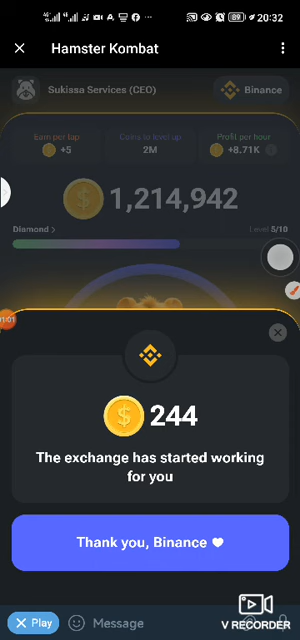 20:32
Hamster Kombat
Sukissa Services (CEO)
Binance
Earn per tap
Coins to level up
Profit per hour
+5
2M
+8.71K
1,214,942
Diamond >
Level 5/10
244
The exchange has started working
for you
Thank you, Binance
Play
Message
V RECORDER